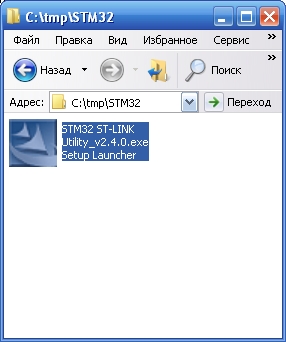 C:\tmp\STM32
Файл Правка Вид Избранное Сервис »
Назад Поиск »
Адрес: C:\tmp\STM32 Переход
STM32 ST-LINK
Utility_v2.4.0.exe
Setup Launcher